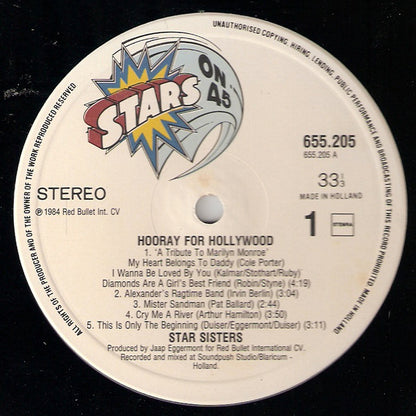 UNAUTHORISED COPYING, HIRING, LENDING, PUBLIC PERFORMANCE AND BROADCASTING OF THIS RECORD PROHIBITED. MADE IN HOLLAND
ALL RIGHTS OF THE PRODUCER AND OF THE OWNER OF THE WORK REPRODUCED RESERVED
STARS
ON
45
655.205
655.205 A
STEREO
33 1/3
MADE IN HOLLAND
℗ 1984 Red Bullet Int. CV
1
STEMRA
HOORAY FOR HOLLYWOOD
1. 'A Tribute To Marilyn Monroe'
My Heart Belongs To Daddy (Cole Porter)
I Wanna Be Loved By You (Kalmar/Stothart/Ruby)
Diamonds Are A Girl's Best Friend (Robin/Styne) (4:19)
2. Alexander's Ragtime Band (Irvin Berlin) (3:04)
3. Mister Sandman (Pat Ballard) (2:44)
4. Cry Me A River (Arthur Hamilton) (3:50)
5. This Is Only The Beginning (Duiser/Eggermont/Duiser) (3:11)
STAR SISTERS
Produced by Jaap Eggermont for Red Bullet International CV.
Recorded and mixed at Soundpush Studio/Blaricum -
Holland.